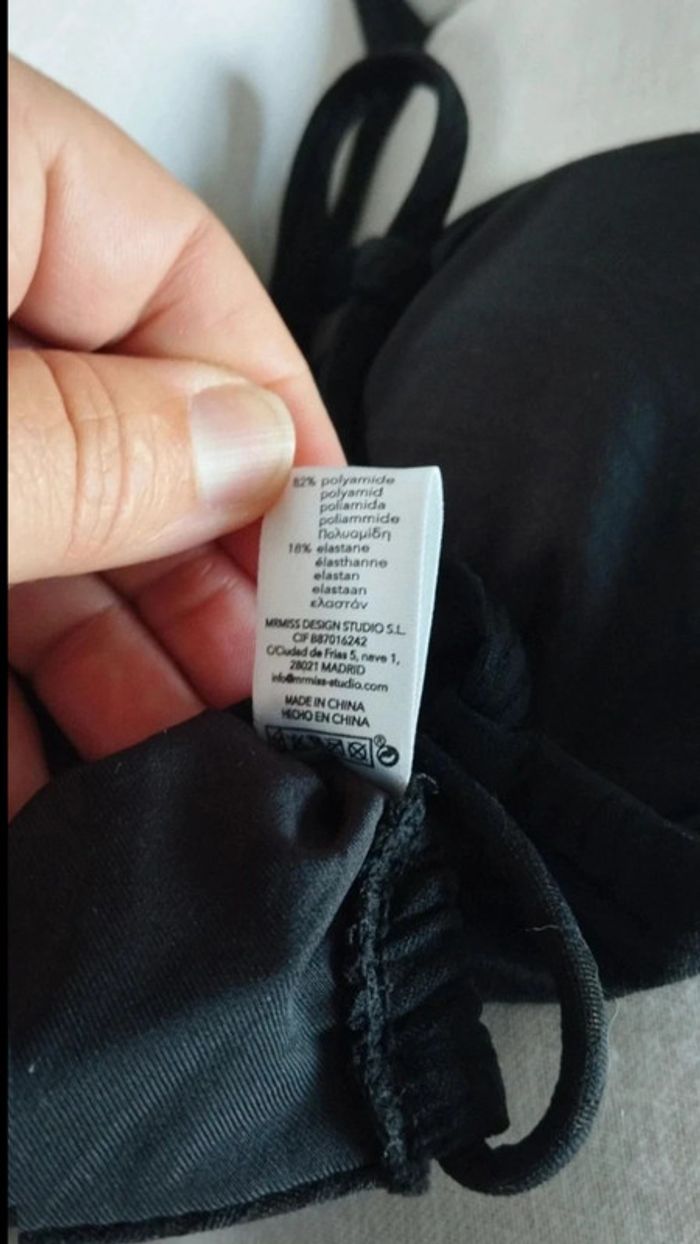 82% polyamide
polyamid
poliamida
poliammide
Πολυαμίδη
18% elastane
élasthanne
elastan
elastaan
ελαστάν
MRMISS DESIGN STUDIO S.L.
CIF B87016242
C/Ciudad de Frias 5, nave 1,
28021 MADRID
info@mrmiss-studio.com
MADE IN CHINA
HECHO EN CHINA
®